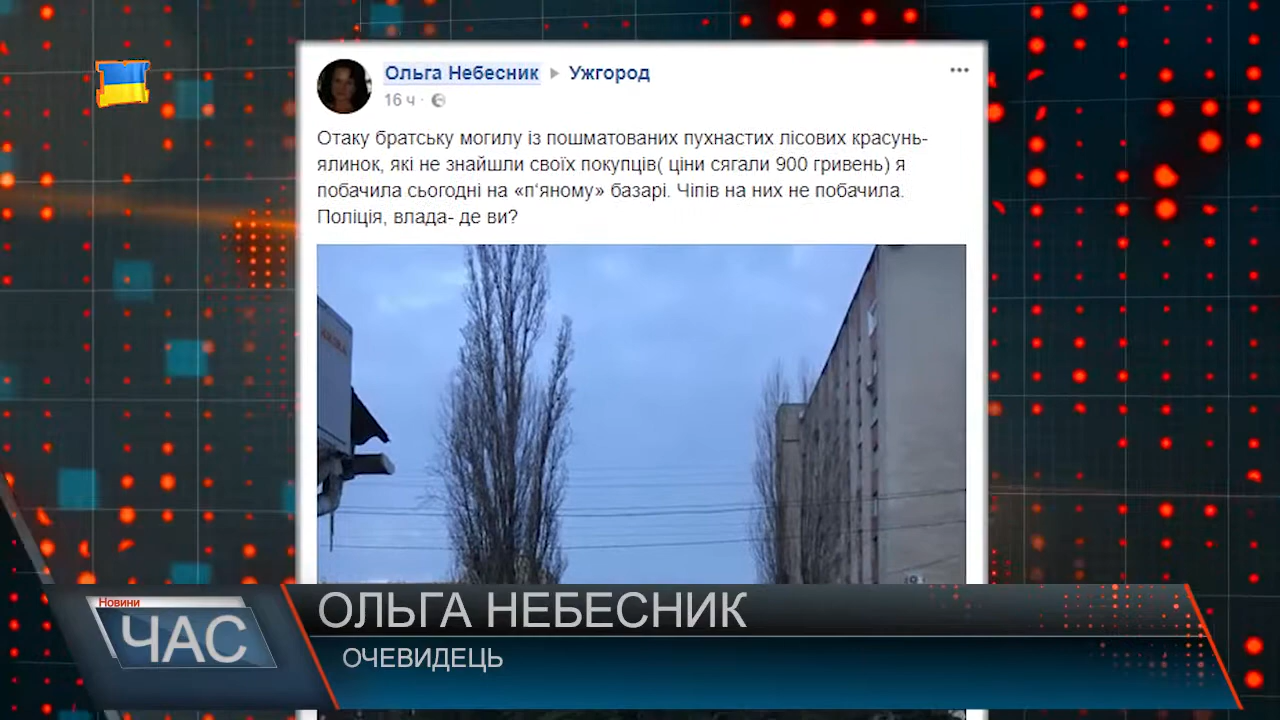 Ольга Небесник ▸ Ужгород
16 ч ·
Отаку братську могилу із пошматованих пухнастих лісових красунь-
ялинок, які не знайшли своїх покупців( ціни сягали 900 гривень) я
побачила сьогодні на «п'яному» базарі. Чіпів на них не побачила.
Поліція, влада- де ви?
Новини
ЧАС
ОЛЬГА НЕБЕСНИК
ОЧЕВИДЕЦЬ